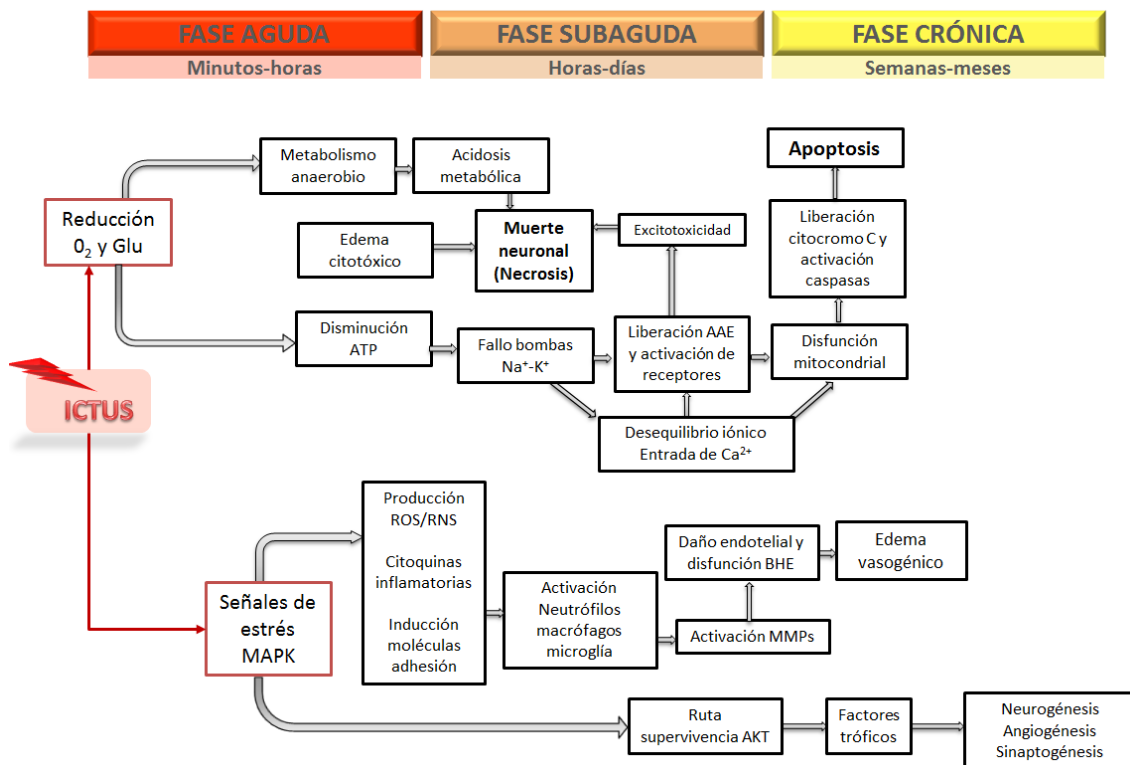 FASE AGUDA
FASE SUBAGUDA
FASE CRÓNICA
Minutos-horas
Horas-días
Semanas-meses
Metabolismo
anaerobio
Acidosis
metabólica
Apoptosis
Reducción
0₂ y Glu
Edema
citotóxico
Muerte
neuronal
(Necrosis)
Excitotoxicidad
Liberación
citocromo C y
activación
caspasas
Disminución
ATP
Fallo bombas
Na⁺-K⁺
Liberación AAE
y activación de
receptores
Disfunción
mitocondrial
ICTUS
Desequilibrio iónico
Entrada de Ca²⁺
Producción
ROS/RNS
Citoquinas
inflamatorias
Inducción
moléculas
adhesión
Daño endotelial y
disfunción BHE
Edema
vasogénico
Señales de
estrés
MAPK
Activación
Neutrófilos
macrófagos
microglía
Activación MMPs
Ruta
supervivencia AKT
Factores
tróficos
Neurogénesis
Angiogénesis
Sinaptogénesis